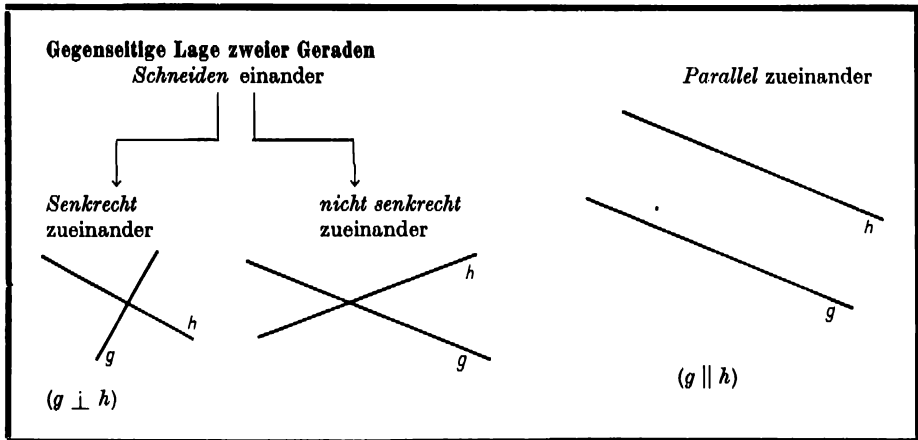 Gegenseitige Lage zweier Geraden
Schneiden einander
Parallel zueinander
Senkrecht
zueinander
nicht senkrecht
zueinander
h
g
h
g
h
g
(g ⊥ h)
(g || h)